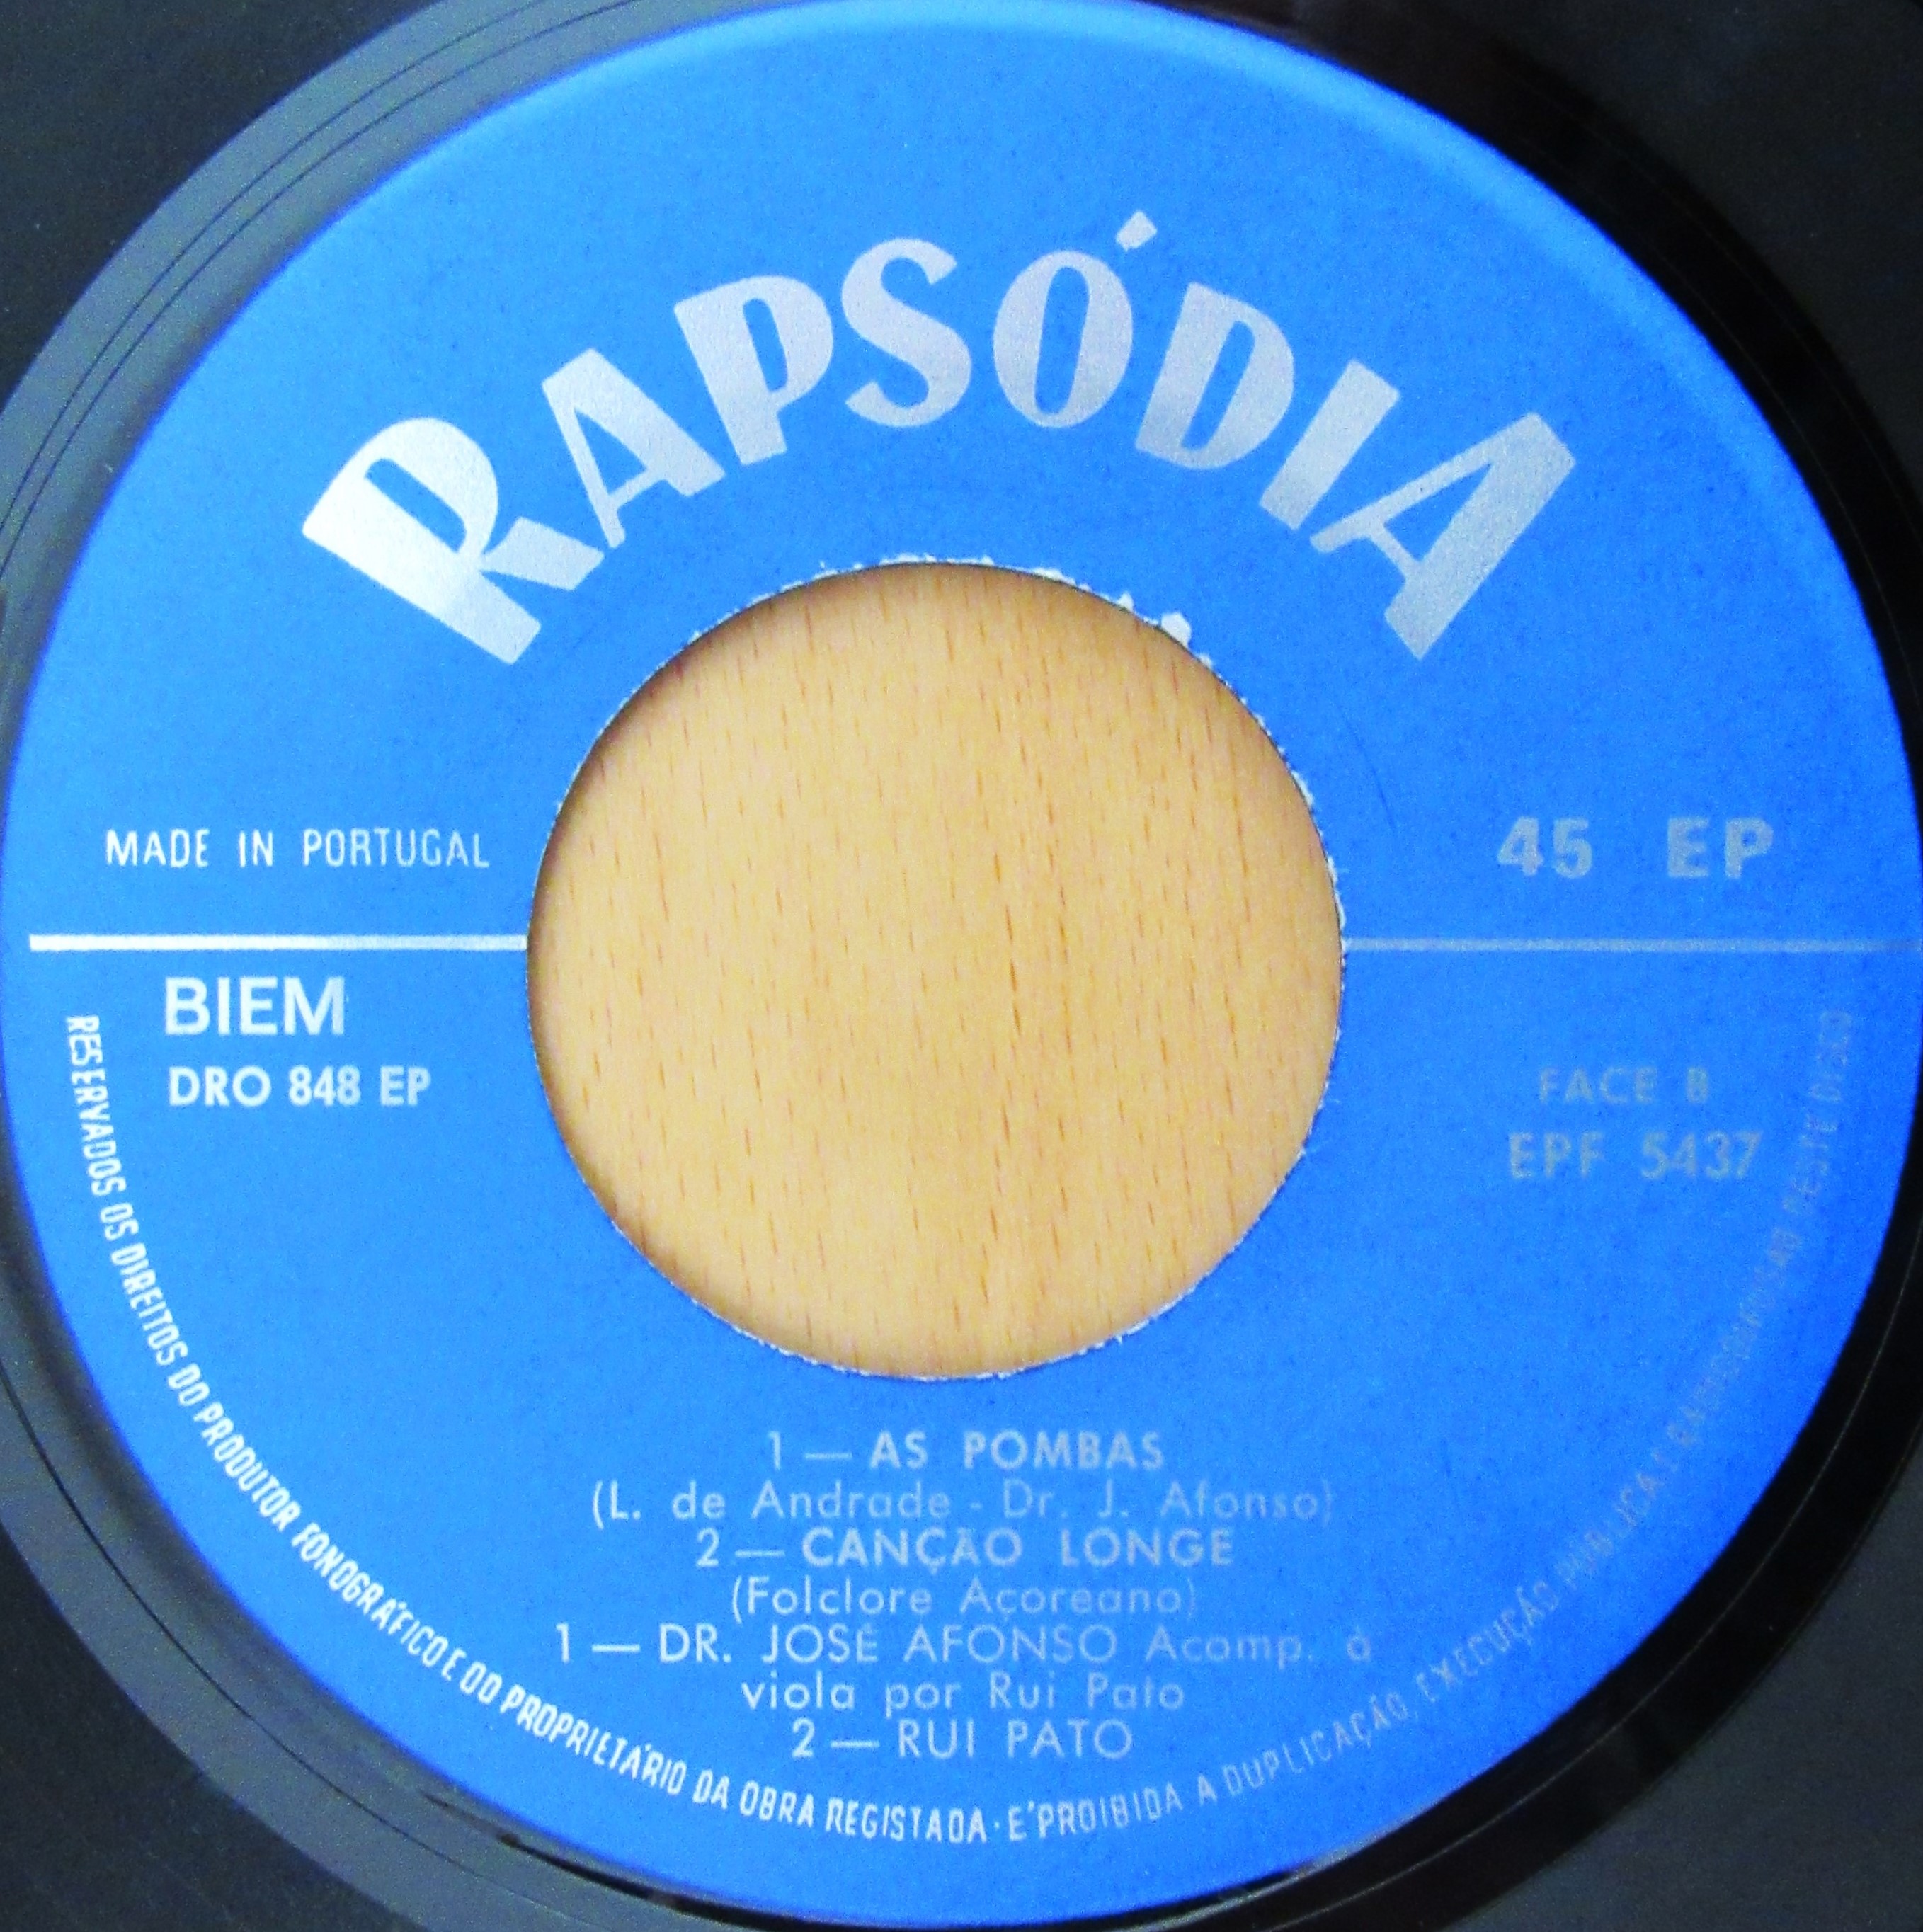 RAPSÓDIA
MADE IN PORTUGAL
45 EP
BIEM
DRO 848 EP
FACE B
EPF 5437
1 — AS POMBAS
(L. de Andrade - Dr. J. Afonso)
2 — CANÇÃO LONGE
(Folclore Açoreano)
1 — DR. JOSÉ AFONSO Acomp. à
viola por Rui Pato
2 — RUI PATO
RESERVADOS OS DIREITOS DO PRODUTOR FONOGRÁFICO E DO PROPRIETÁRIO DA OBRA REGISTADA · E' PROIBIDA A DUPLICAÇÃO, EXECUÇÃO PÚBLICA E RADIODIFUSÃO DESTE DISCO